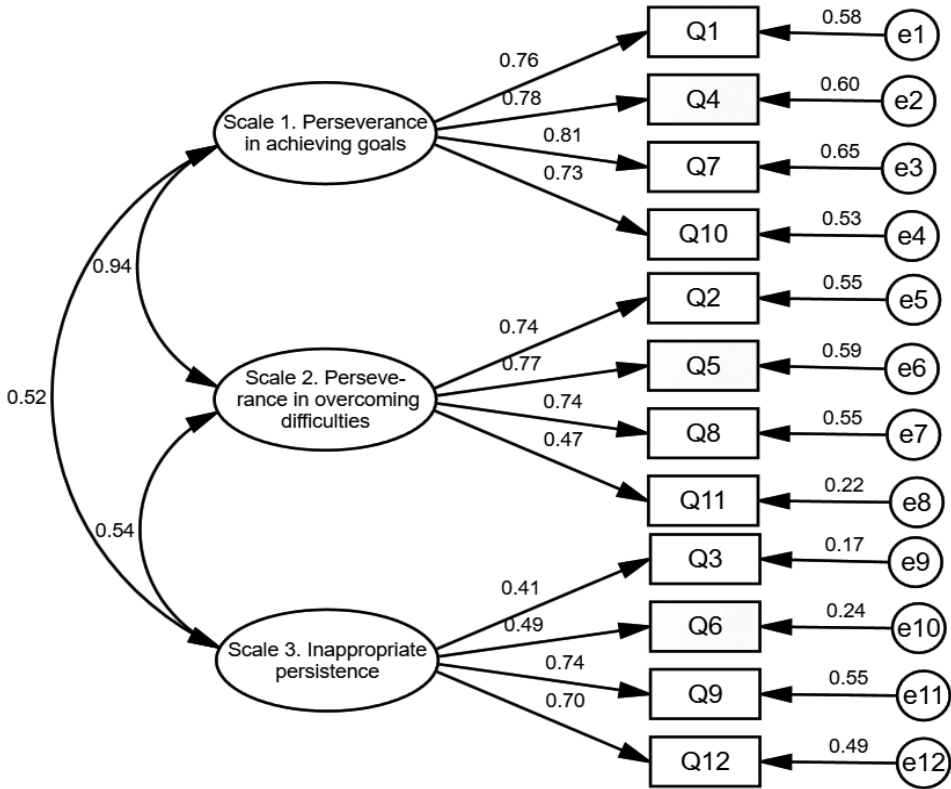 Q1
0.58
e1
0.76
Q4
0.60
e2
0.78
Scale 1. Perseverance
in achieving goals
0.81
Q7
0.65
e3
0.73
Q10
0.53
e4
0.94
Q2
0.55
e5
0.74
Q5
0.59
e6
0.77
Scale 2. Perseve-
rance in overcoming
difficulties
0.52
0.74
Q8
0.55
e7
0.47
Q11
0.22
e8
0.54
Q3
0.17
e9
0.41
Q6
0.24
e10
0.49
Scale 3. Inappropriate
persistence
0.74
Q9
0.55
e11
0.70
Q12
0.49
e12